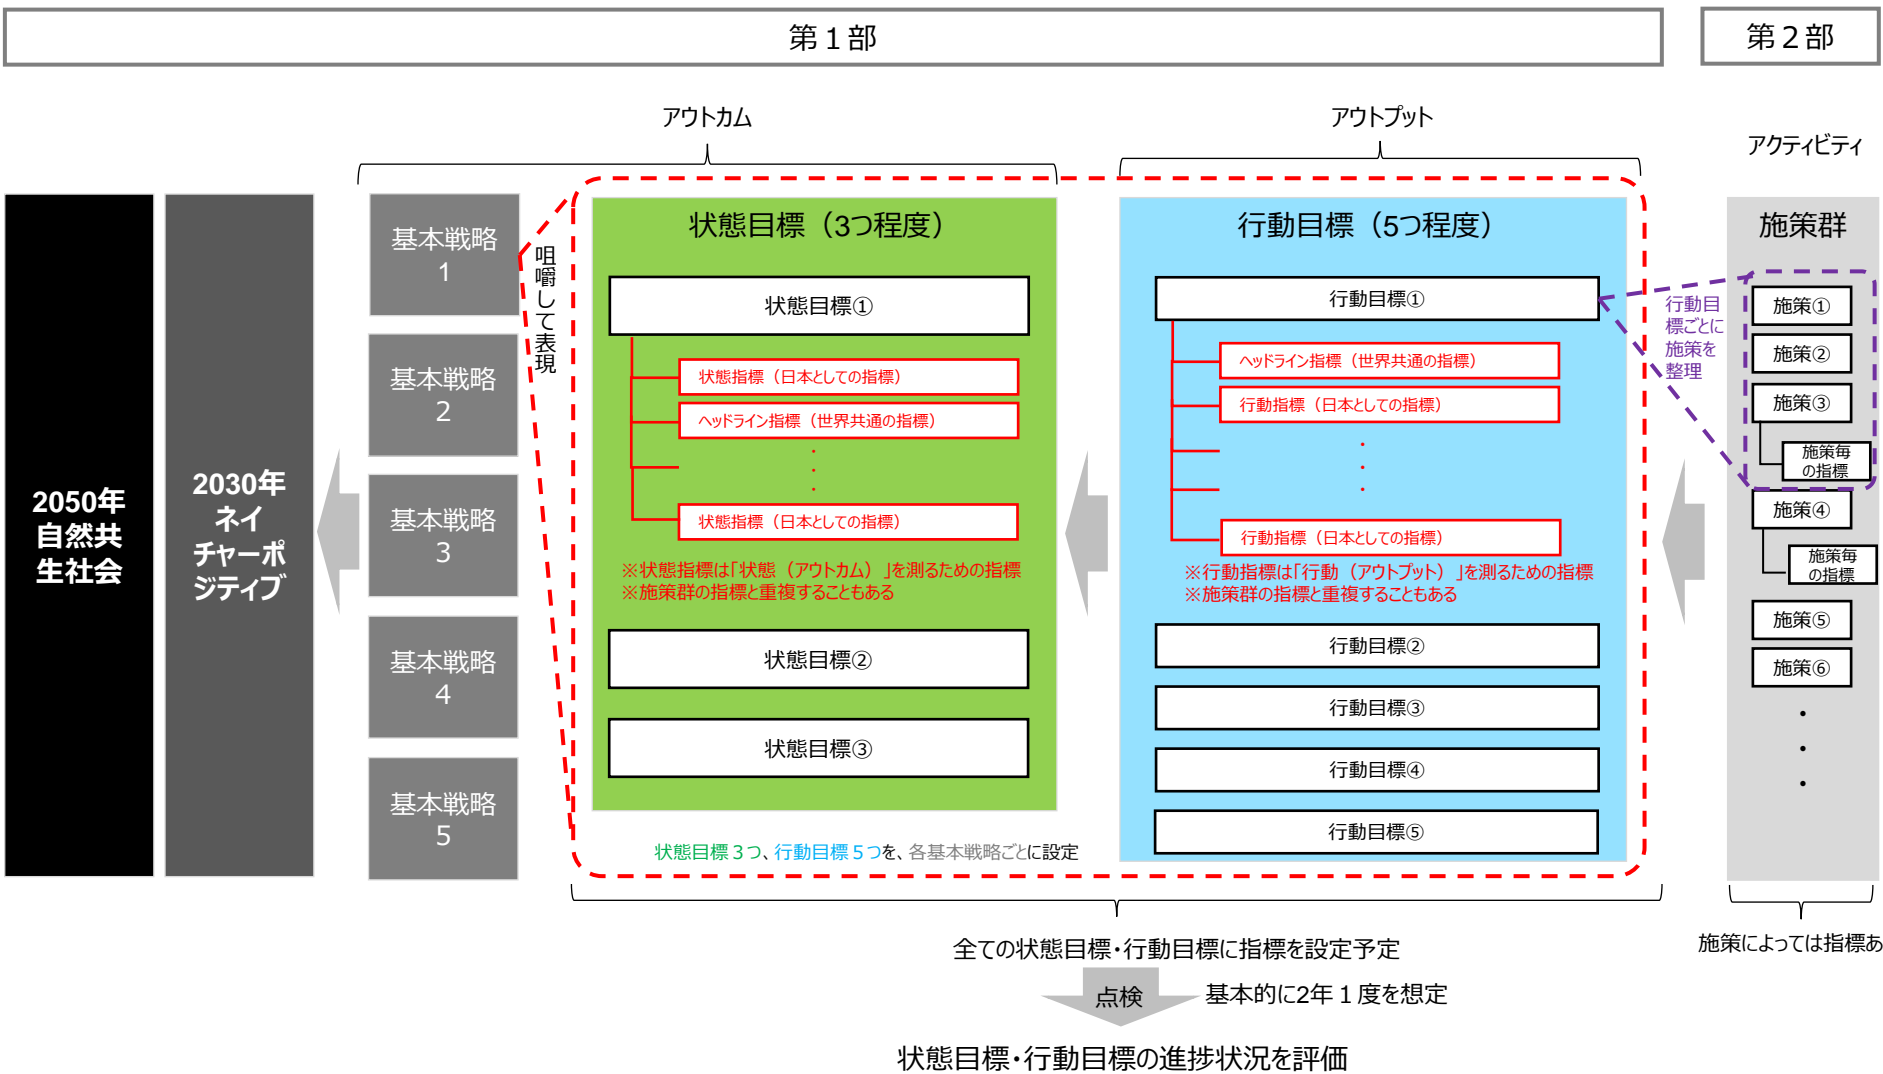 第１部
第２部
アウトカム
アウトプット
アクティビティ
2050年
自然共
生社会
2030年
ネイ
チャーポ
ジティブ
基本戦略
1
基本戦略
2
基本戦略
3
基本戦略
4
基本戦略
5
咀嚼して表現
状態目標（3つ程度）
状態目標①
状態指標（日本としての指標）
ヘッドライン指標（世界共通の指標）
・
・
・
状態指標（日本としての指標）
※状態指標は「状態（アウトカム）」を測るための指標
※施策群の指標と重複することもある
状態目標②
状態目標③
状態目標３つ、行動目標５つを、各基本戦略ごとに設定
行動目標（5つ程度）
行動目標①
ヘッドライン指標（世界共通の指標）
行動指標（日本としての指標）
・
・
・
行動指標（日本としての指標）
※行動指標は「行動（アウトプット）」を測るための指標
※施策群の指標と重複することもある
行動目標②
行動目標③
行動目標④
行動目標⑤
行動目
標ごとに
施策を
整理
施策群
施策①
施策②
施策③
施策毎
の指標
施策④
施策毎
の指標
施策⑤
施策⑥
・
・
・
全ての状態目標・行動目標に指標を設定予定
施策によっては指標あ
点検
基本的に2年１度を想定
状態目標・行動目標の進捗状況を評価